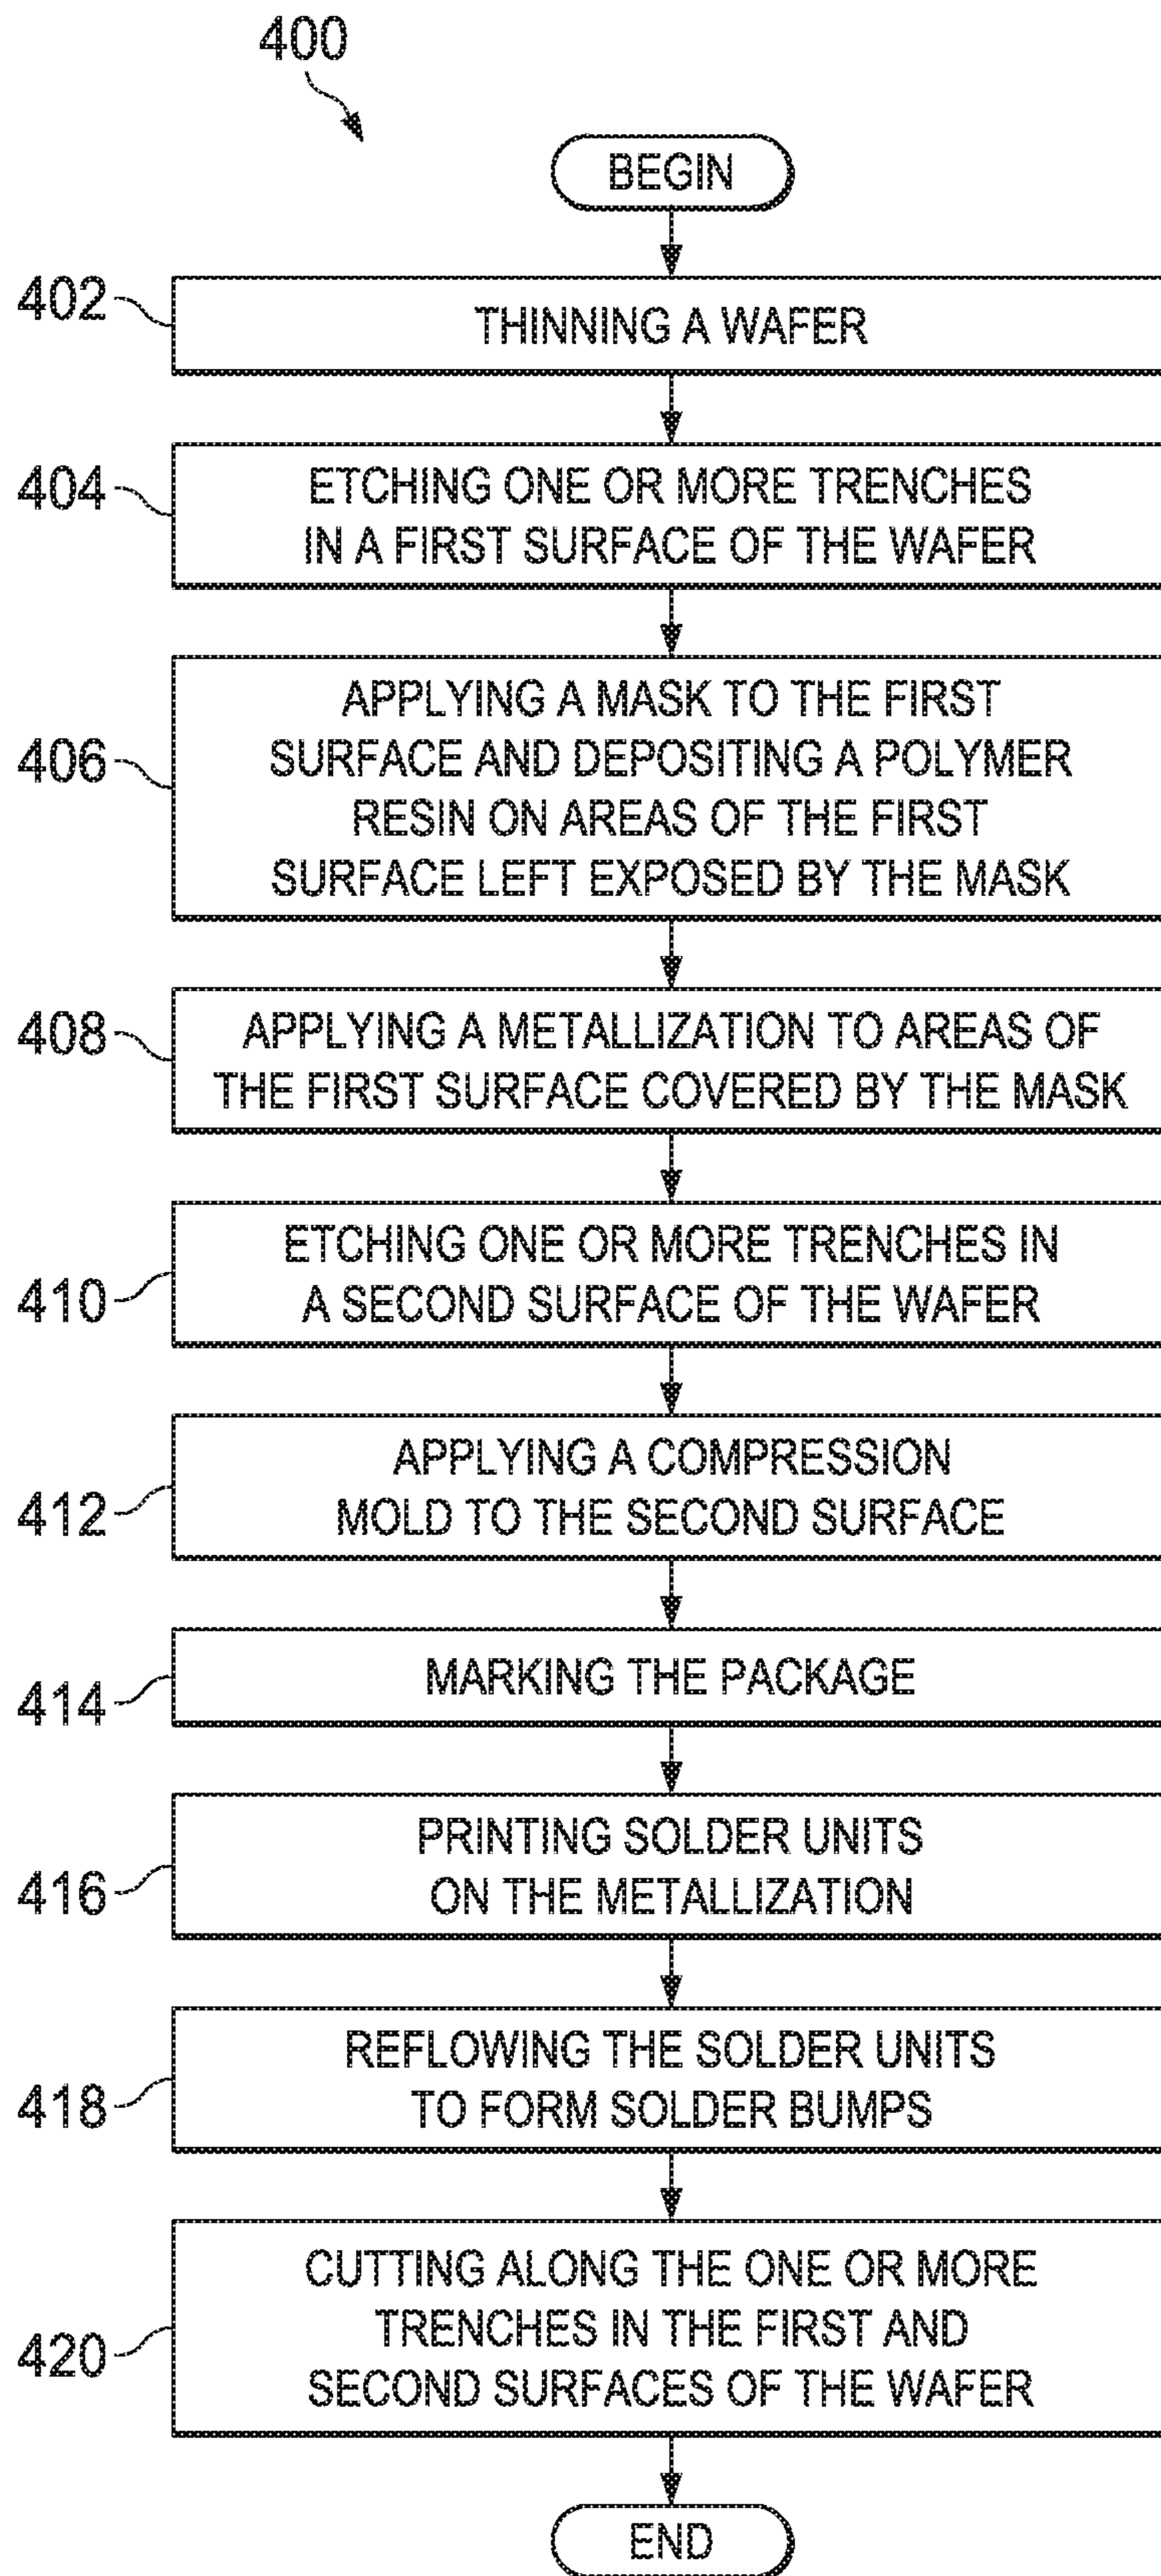 400
BEGIN
402
THINNING A WAFER
404
ETCHING ONE OR MORE TRENCHES
IN A FIRST SURFACE OF THE WAFER
406
APPLYING A MASK TO THE FIRST
SURFACE AND DEPOSITING A POLYMER
RESIN ON AREAS OF THE FIRST
SURFACE LEFT EXPOSED BY THE MASK
408
APPLYING A METALLIZATION TO AREAS OF
THE FIRST SURFACE COVERED BY THE MASK
410
ETCHING ONE OR MORE TRENCHES IN
A SECOND SURFACE OF THE WAFER
412
APPLYING A COMPRESSION
MOLD TO THE SECOND SURFACE
414
MARKING THE PACKAGE
416
PRINTING SOLDER UNITS
ON THE METALLIZATION
418
REFLOWING THE SOLDER UNITS
TO FORM SOLDER BUMPS
420
CUTTING ALONG THE ONE OR MORE
TRENCHES IN THE FIRST AND
SECOND SURFACES OF THE WAFER
END